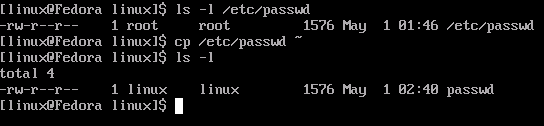 [linux@Fedora linux]$ ls -l /etc/passwd
-rw-r--r-- 1 root root 1576 May 1 01:46 /etc/passwd
[linux@Fedora linux]$ cp /etc/passwd ~
[linux@Fedora linux]$ ls -l
total 4
-rw-r--r-- 1 linux linux 1576 May 1 02:40 passwd
[linux@Fedora linux]$